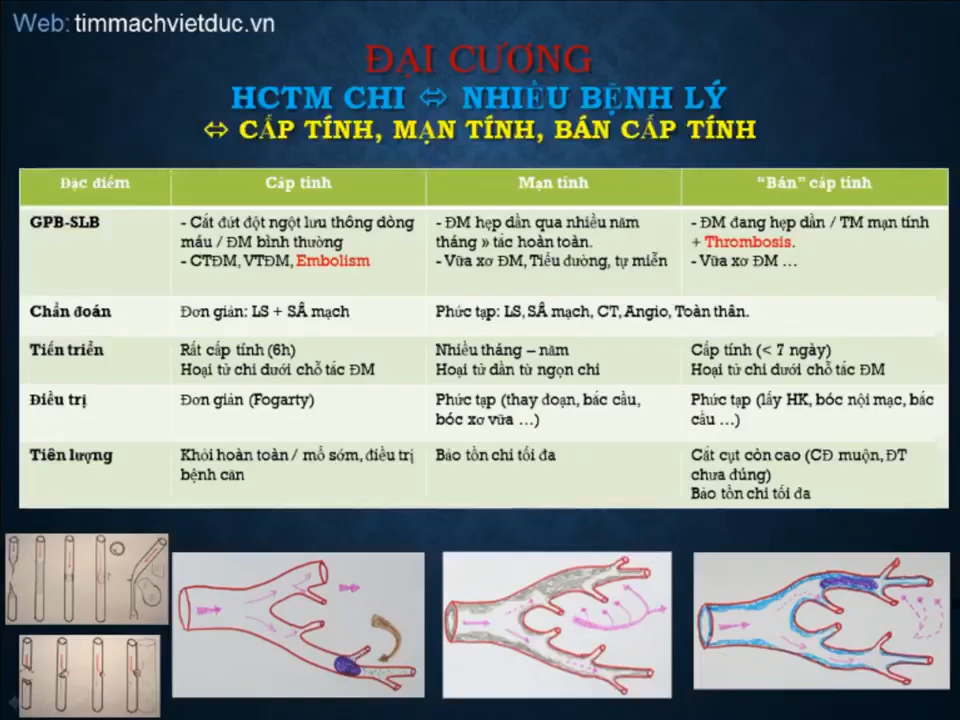 Web: timmachvietduc.vn
ĐẠI CƯƠNG
HCTM CHI ⬄ NHIỀU BỆNH LÝ
⬄ CẤP TÍNH, MẠN TÍNH, BÁN CẤP TÍNH
Đặc điểm Cấp tính Mạn tính “Bán” cấp tính
GPB-SLB
- Cắt đứt đột ngột lưu thông dòng
máu / ĐM bình thường
- CTĐM, VTĐM, Embolism
- ĐM hẹp dần qua nhiều năm
tháng » tắc hoàn toàn.
- Vữa xơ ĐM, Tiểu đường, tự miễn
- ĐM đang hẹp dần / TM mạn tính
+ Thrombosis.
- Vữa xơ ĐM ...
Chẩn đoán
Đơn giản: LS + SÂ mạch
Phức tạp: LS, SÂ mạch, CT, Angio, Toàn thân.
Tiến triển
Rất cấp tính (6h)
Hoại tử chi dưới chỗ tắc ĐM
Nhiều tháng – năm
Hoại tử dần từ ngọn chi
Cấp tính (< 7 ngày)
Hoại tử chi dưới chỗ tắc ĐM
Điều trị
Đơn giản (Fogarty)
Phức tạp (thay đoạn, bắc cầu,
bóc xơ vữa ...)
Phức tạp (lấy HK, bóc nội mạc, bắc
cầu ...)
Tiên lượng
Khỏi hoàn toàn / mổ sớm, điều trị
bệnh căn
Bảo tồn chi tối đa
Cắt cụt còn cao (CĐ muộn, ĐT
chưa đúng)
Bảo tồn chi tối đa